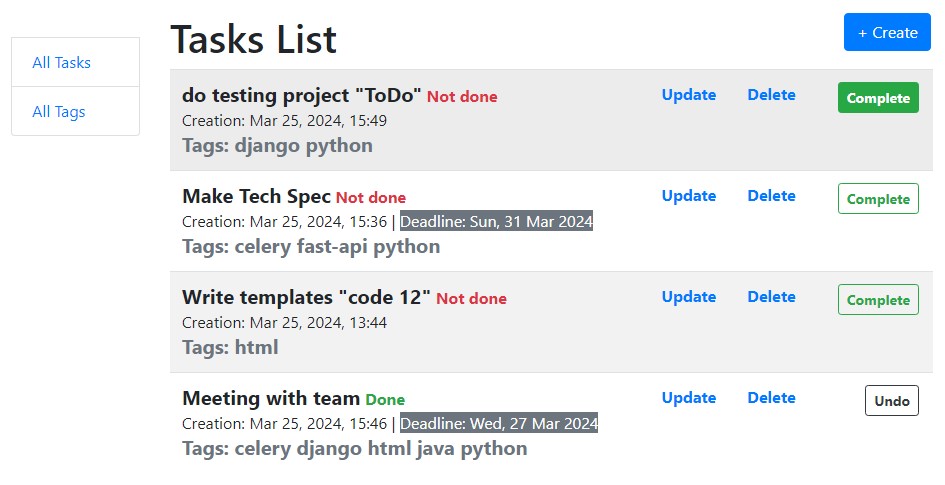 All Tasks
All Tags
Tasks List
+ Create
do testing project "ToDo" Not done Update Delete Complete
Creation: Mar 25, 2024, 15:49
Tags: django python
Make Tech Spec Not done Update Delete Complete
Creation: Mar 25, 2024, 15:36 | Deadline: Sun, 31 Mar 2024
Tags: celery fast-api python
Write templates "code 12" Not done Update Delete Complete
Creation: Mar 25, 2024, 13:44
Tags: html
Meeting with team Done Update Delete Undo
Creation: Mar 25, 2024, 15:46 | Deadline: Wed, 27 Mar 2024
Tags: celery django html java python